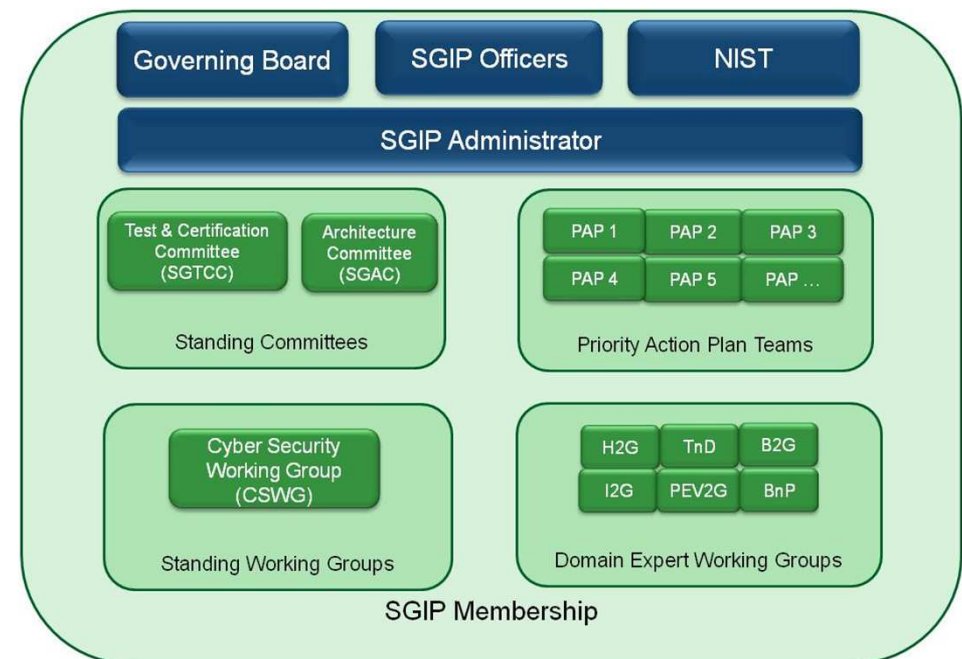 Governing Board
SGIP Officers
NIST
SGIP Administrator
Test & Certification
Committee
(SGTCC)
Architecture
Committee
(SGAC)
Standing Committees
PAP 1
PAP 2
PAP 3
PAP 4
PAP 5
PAP ...
Priority Action Plan Teams
Cyber Security
Working Group
(CSWG)
Standing Working Groups
H2G
TnD
B2G
I2G
PEV2G
BnP
Domain Expert Working Groups
SGIP Membership